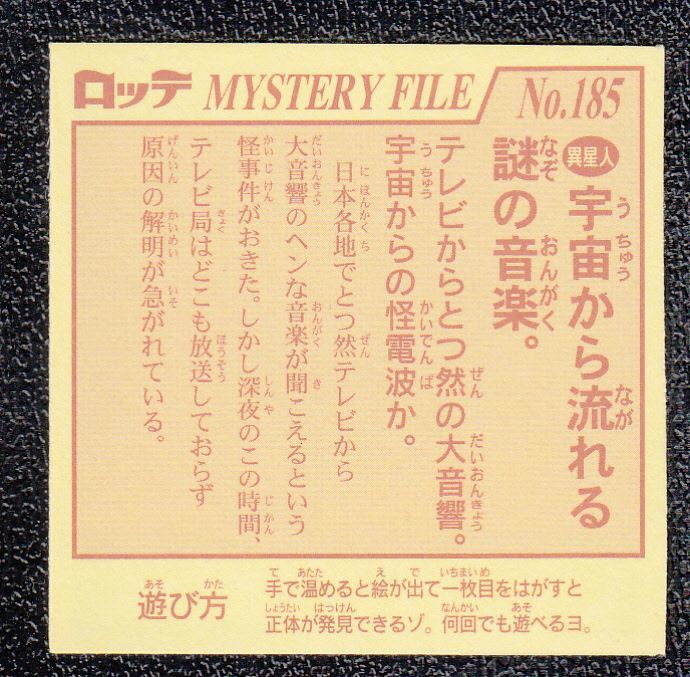 ロッテ MYSTERY FILE No.185
異星人 宇宙から流れる
謎の音楽。
テレビからとつ然の大音響。
宇宙からの怪電波か。
日本各地でとつ然テレビから
大音響のヘンな音楽が聞こえるという
怪事件がおきた。しかし深夜のこの時間、
テレビ局はどこも放送しておらず
原因の解明が急がれている。
遊び方
手で温めると絵が出て一枚目をはがすと
正体が発見できるゾ。何回でも遊べるヨ。